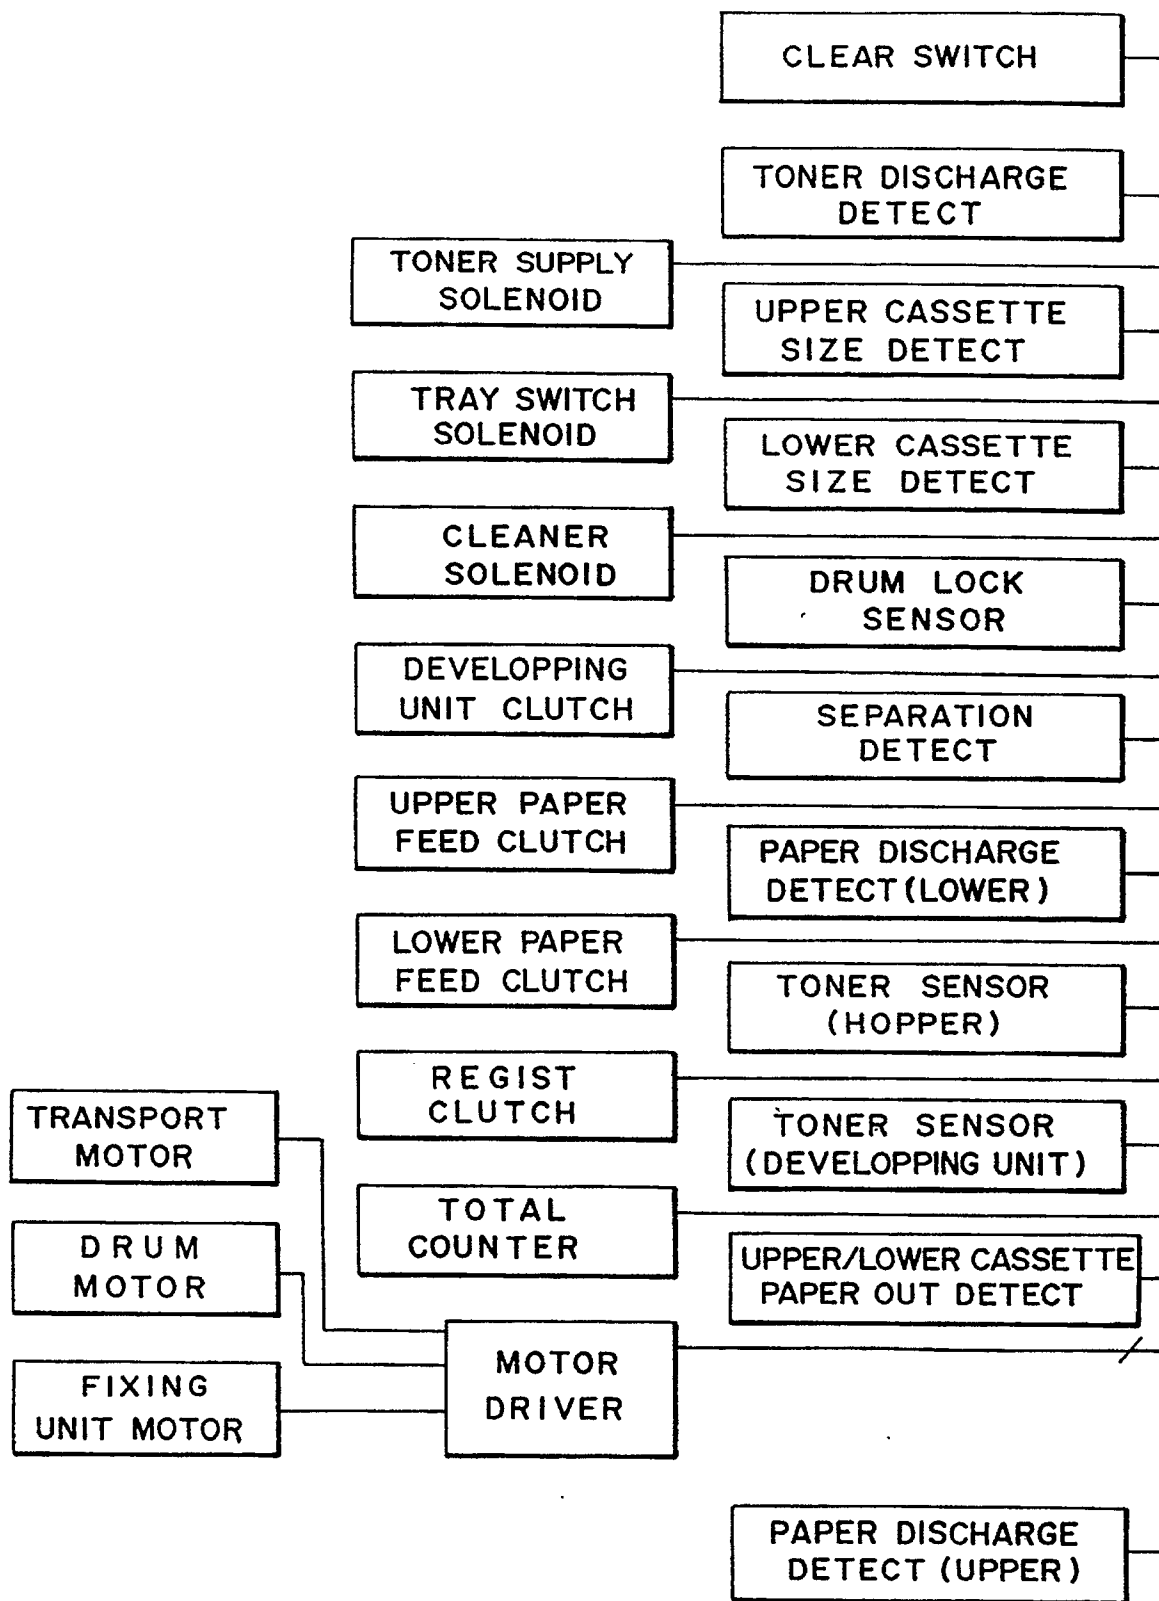 CLEAR SWITCH
TONER DISCHARGE
DETECT
TONER SUPPLY
SOLENOID
UPPER CASSETTE
SIZE DETECT
TRAY SWITCH
SOLENOID
LOWER CASSETTE
SIZE DETECT
CLEANER
SOLENOID
DRUM LOCK
SENSOR
DEVELOPPING
UNIT CLUTCH
SEPARATION
DETECT
UPPER PAPER
FEED CLUTCH
PAPER DISCHARGE
DETECT (LOWER)
LOWER PAPER
FEED CLUTCH
TONER SENSOR
(HOPPER)
REGIST
CLUTCH
TRANSPORT
MOTOR
TONER SENSOR
(DEVELOPPING UNIT)
TOTAL
COUNTER
DRUM
MOTOR
UPPER/LOWER CASSETTE
PAPER OUT DETECT
MOTOR
DRIVER
FIXING
UNIT MOTOR
PAPER DISCHARGE
DETECT (UPPER)